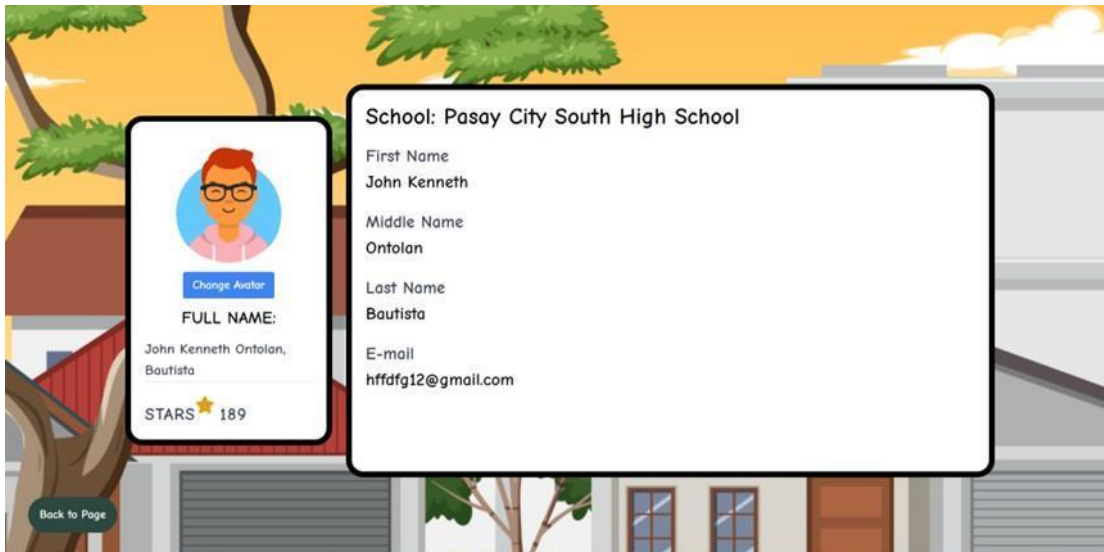 Change Avatar
FULL NAME:
John Kenneth Ontolan,
Bautista
STARS 189
School: Pasay City South High School
First Name
John Kenneth
Middle Name
Ontolan
Last Name
Bautista
E-mail
hffdfg12@gmail.com
Back to Page